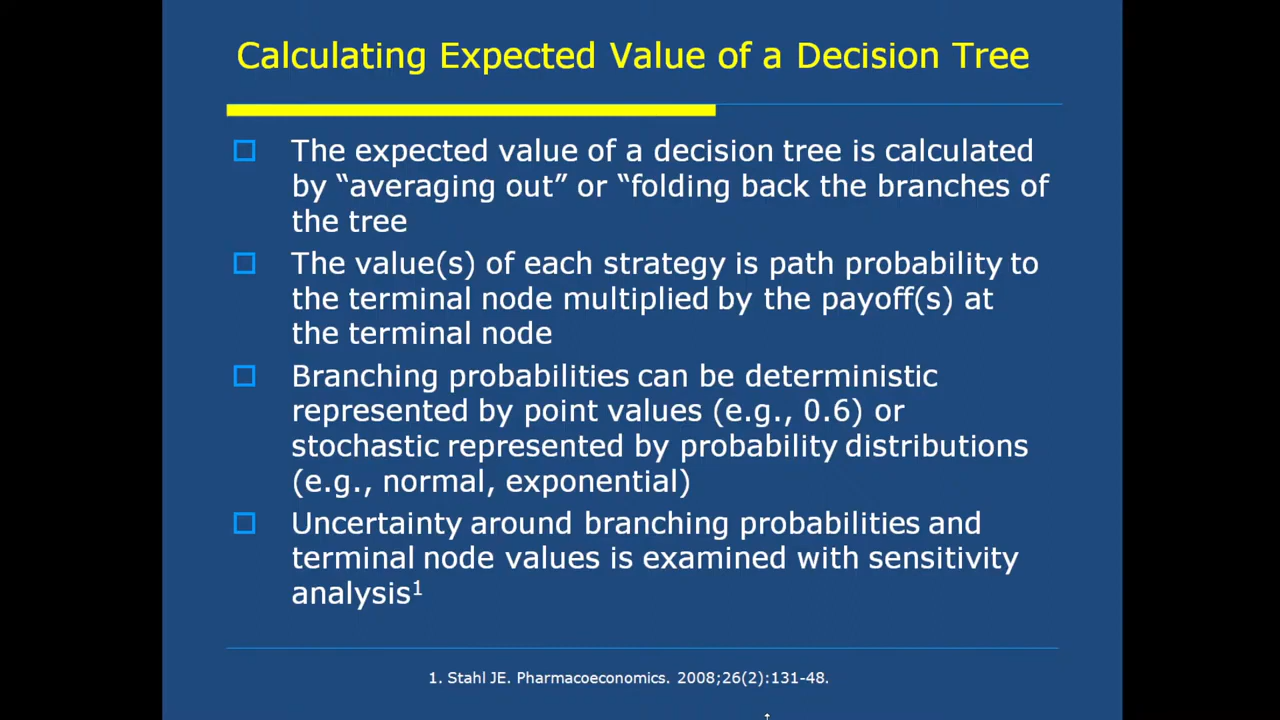 Calculating Expected Value of a Decision Tree
The expected value of a decision tree is calculated
by “averaging out” or “folding back the branches of
the tree
The value(s) of each strategy is path probability to
the terminal node multiplied by the payoff(s) at
the terminal node
Branching probabilities can be deterministic
represented by point values (e.g., 0.6) or
stochastic represented by probability distributions
(e.g., normal, exponential)
Uncertainty around branching probabilities and
terminal node values is examined with sensitivity
analysis¹
1. Stahl JE. Pharmacoeconomics. 2008;26(2):131-48.